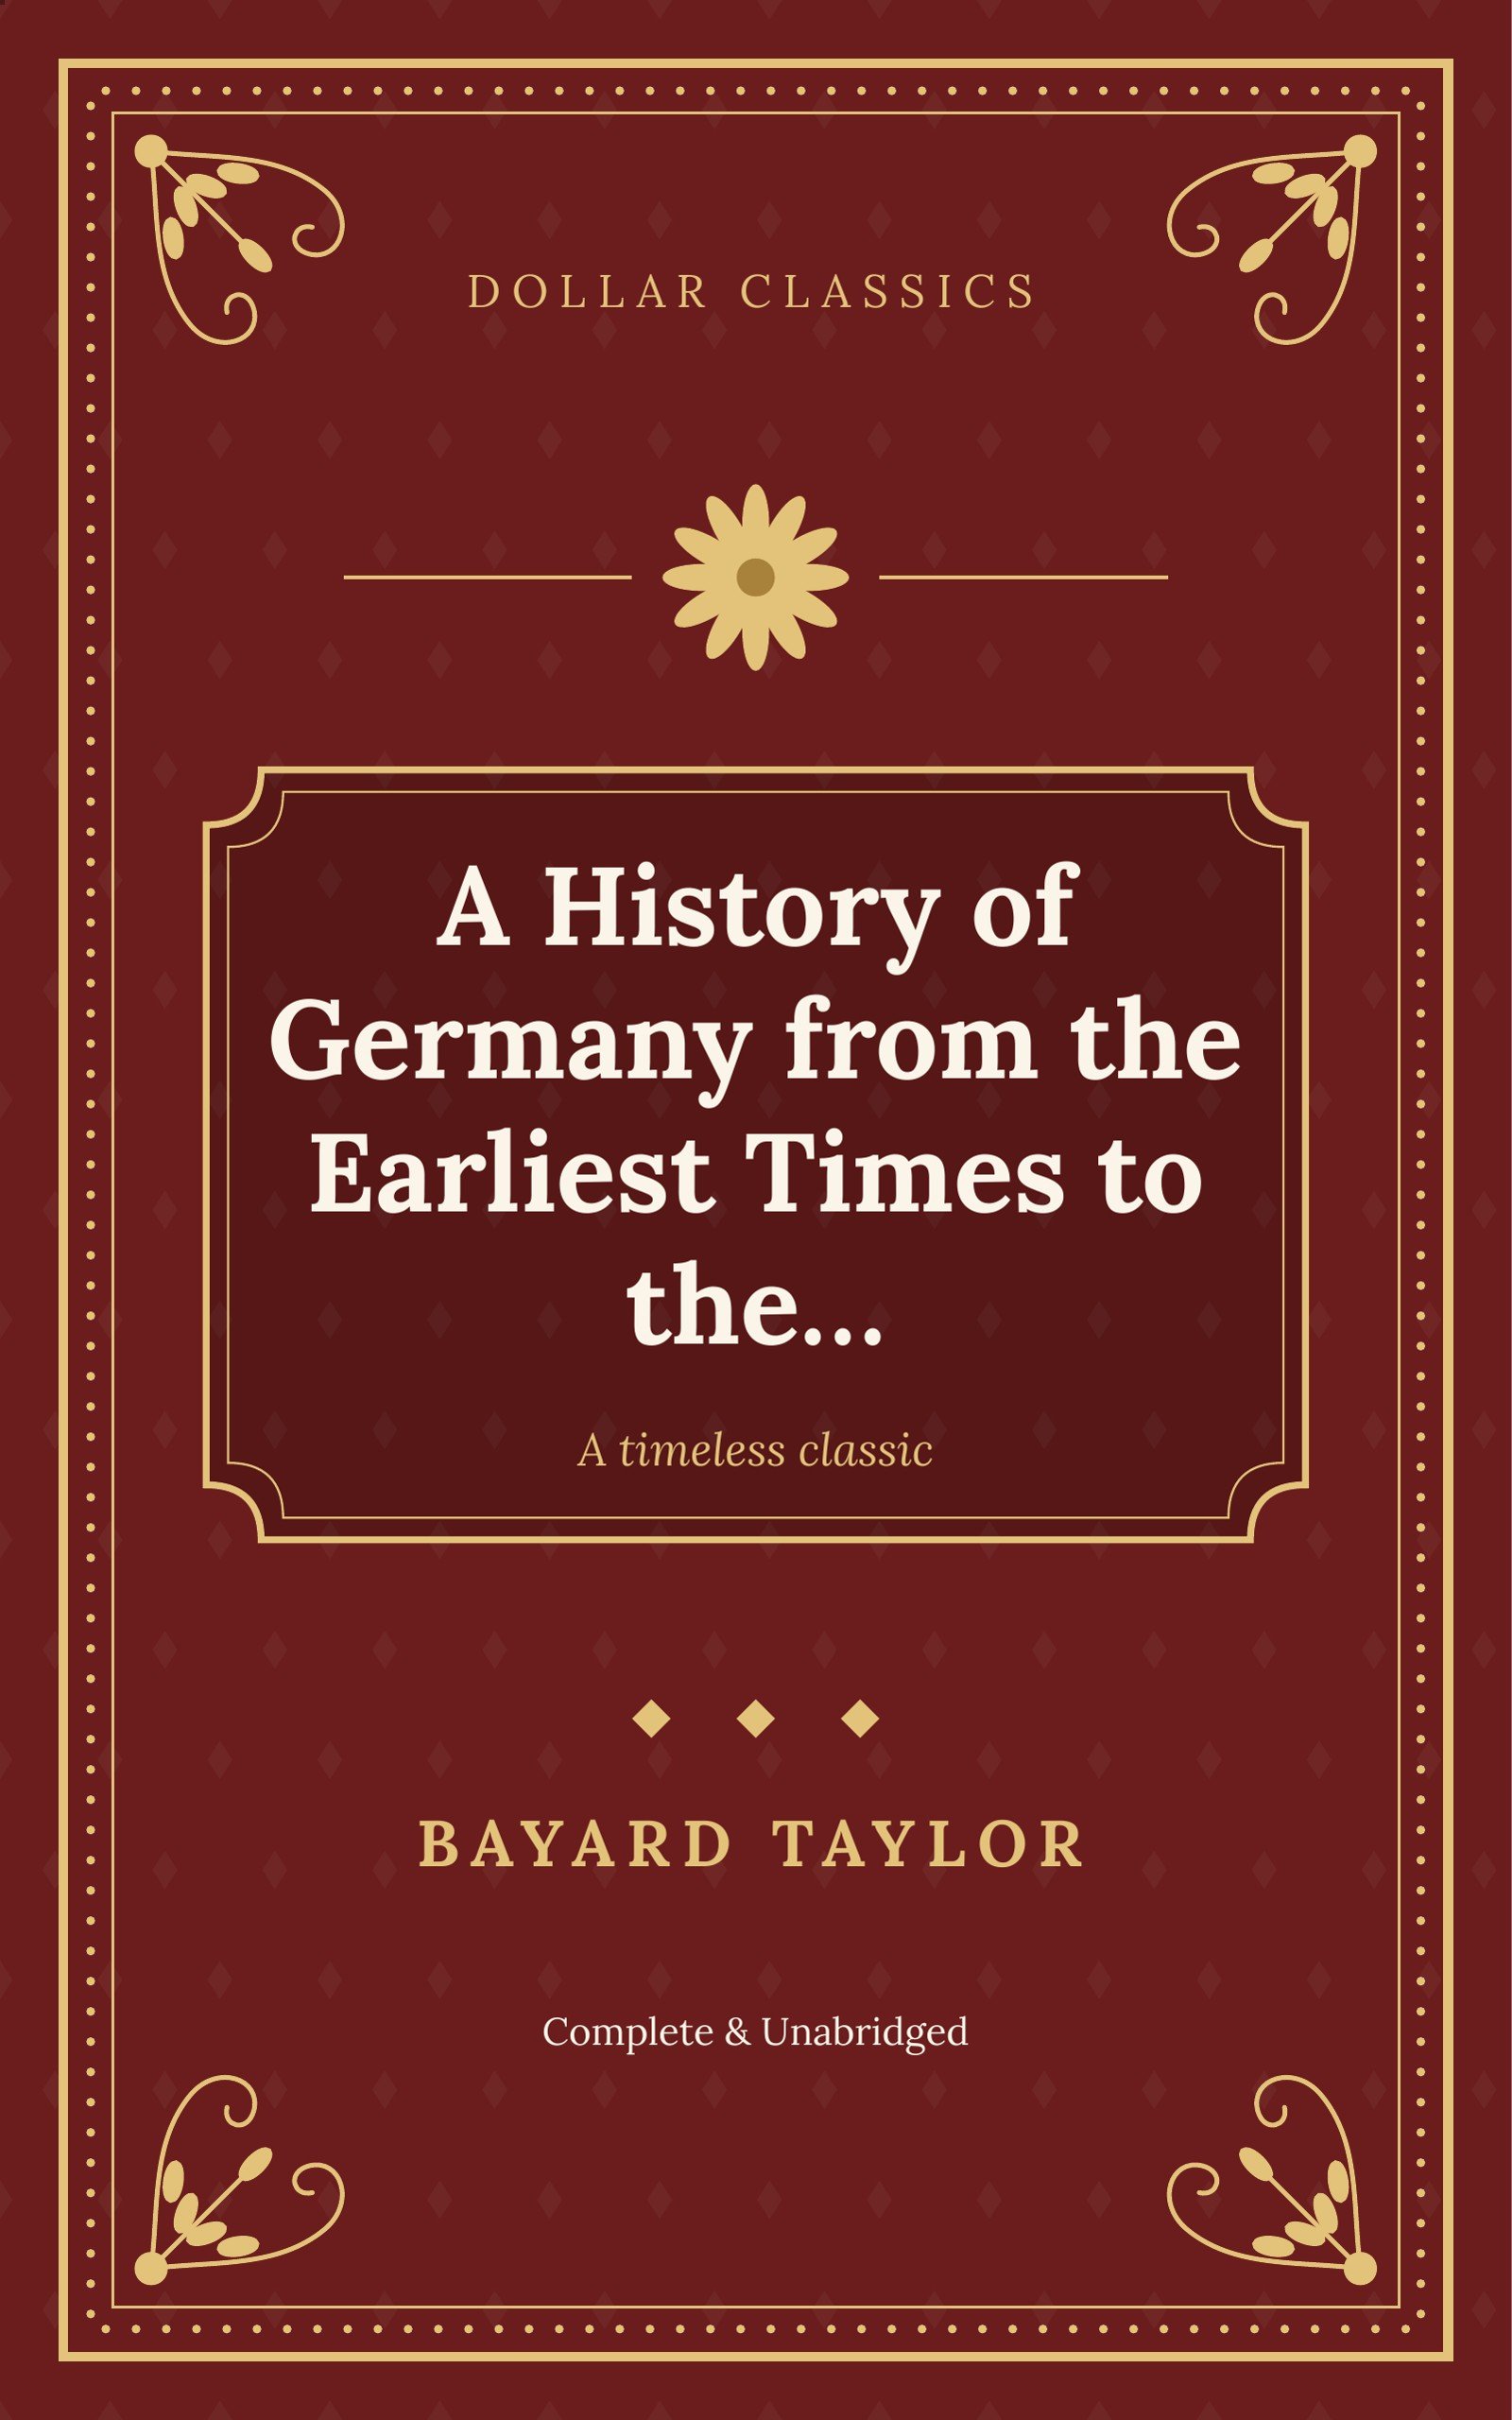 DOLLAR CLASSICS
A History of
Germany from the
Earliest Times to
the...
A timeless classic
BAYARD TAYLOR
Complete & Unabridged